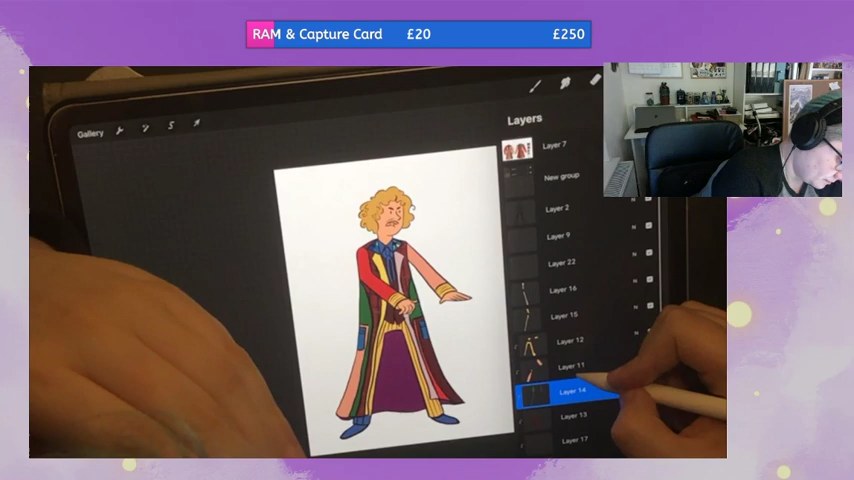 RAM & Capture Card £20 £250
Gallery
Layers
Layer 7
New group
Layer 2
N
Layer 9
N
Layer 22
Layer 16
N
Layer 15
N
Layer 12
N
Layer 11
Layer 14
Layer 13
Layer 17